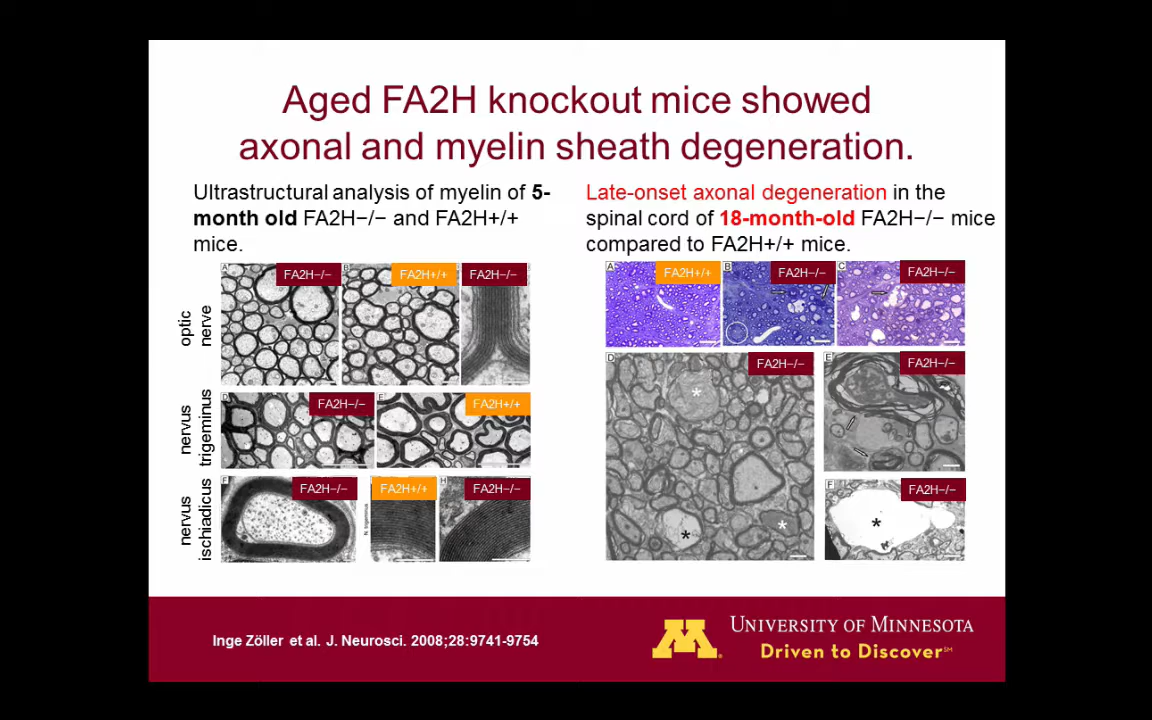 Aged FA2H knockout mice showed
axonal and myelin sheath degeneration.
Ultrastructural analysis of myelin of 5-
month old FA2H−/− and FA2H+/+
mice.
A
FA2H−/−
B
FA2H+/+
FA2H−/−
optic
nerve
D
FA2H−/−
E
FA2H+/+
nervus
trigeminus
F
FA2H−/−
FA2H+/+
H
FA2H−/−
nervus
ischiadicus
Late-onset axonal degeneration in the
spinal cord of 18-month-old FA2H−/− mice
compared to FA2H+/+ mice.
A
FA2H+/+
B
FA2H−/−
C
FA2H−/−
D
FA2H−/−
*
*
*
E
FA2H−/−
F
FA2H−/−
*
Inge Zöller et al. J. Neurosci. 2008;28:9741-9754
M
UNIVERSITY OF MINNESOTA
Driven to Discover℠